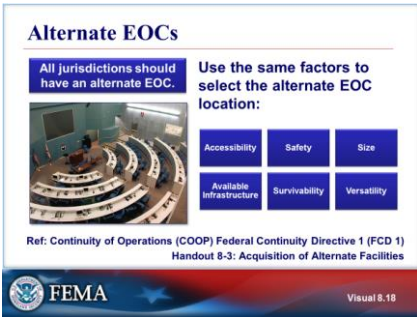 Alternate EOCs
All jurisdictions should
have an alternate EOC.
Use the same factors to
select the alternate EOC
location:
Accessibility
Safety
Size
Available
Infrastructure
Survivability
Versatility
Ref: Continuity of Operations (COOP) Federal Continuity Directive 1 (FCD 1)
Handout 8-3: Acquisition of Alternate Facilities
FEMA
Visual 8.18